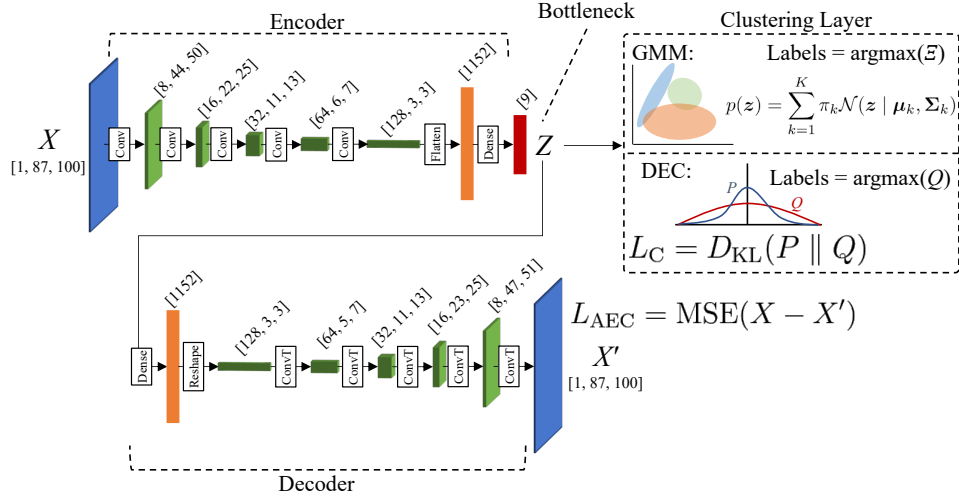 Encoder
Bottleneck
Clustering Layer
X
[1, 87, 100]
Conv
[8, 44, 50]
Conv
[16, 22, 25]
Conv
[32, 11, 13]
Conv
[64, 6, 7]
Conv
[128, 3, 3]
Flatten
[1152]
Dense
[9]
Z
GMM:
Labels = argmax(Ξ)
p(z) = ∑_{k=1}^{K} π_k 𝒩(z | μ_k, Σ_k)
DEC:
Labels = argmax(Q)
P
Q
L_C = D_KL(P ∥ Q)
Dense
[1152]
Reshape
[128, 3, 3]
ConvT
[64, 5, 7]
ConvT
[32, 11, 13]
ConvT
[16, 23, 25]
ConvT
[8, 47, 51]
ConvT
L_AEC = MSE(X − X′)
X′
[1, 87, 100]
Decoder